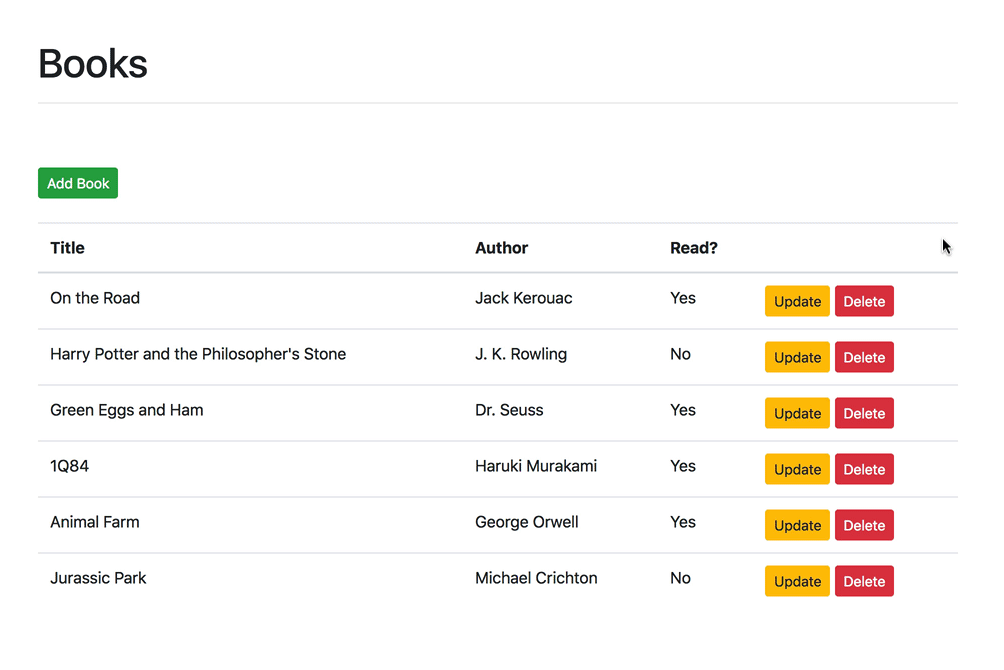 Books
Add Book
Title Author Read?
On the Road Jack Kerouac Yes Update Delete
Harry Potter and the Philosopher's Stone J. K. Rowling No Update Delete
Green Eggs and Ham Dr. Seuss Yes Update Delete
1Q84 Haruki Murakami Yes Update Delete
Animal Farm George Orwell Yes Update Delete
Jurassic Park Michael Crichton No Update Delete